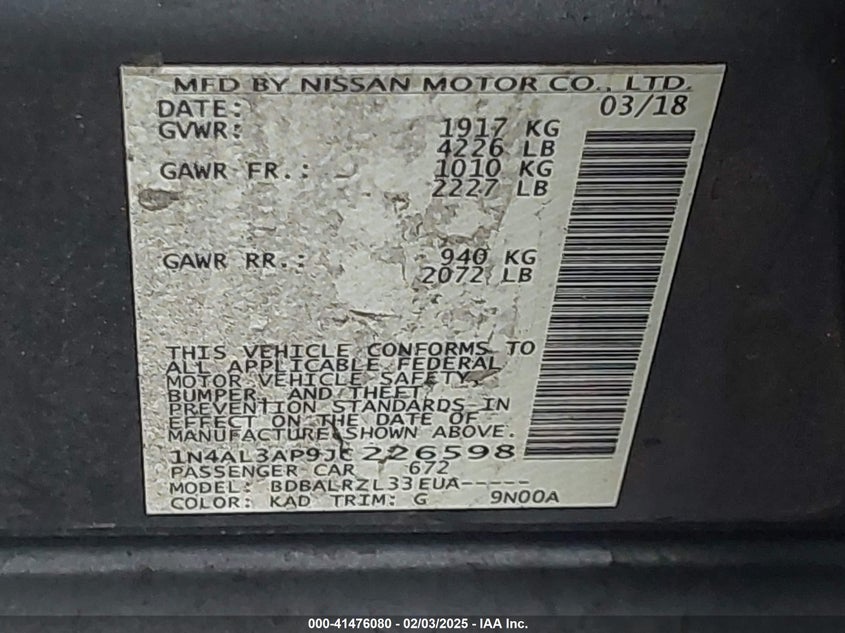 MFD BY NISSAN MOTOR CO., LTD.
DATE: 03/18
GVWR: 1917 KG
4226 LB
GAWR FR.: 1010 KG
2227 LB
GAWR RR.: 940 KG
2072 LB
THIS VEHICLE CONFORMS TO
ALL APPLICABLE FEDERAL
MOTOR VEHICLE SAFETY,
BUMPER, AND THEFT
PREVENTION STANDARDS IN
EFFECT ON THE DATE OF
MANUFACTURE SHOWN ABOVE.
1N4AL3AP9JC226598
PASSENGER CAR 672
MODEL: BDBALRZL33EUA-----
COLOR: KAD TRIM: G 9N00A
000-41476080 - 02/03/2025 - IAA Inc.